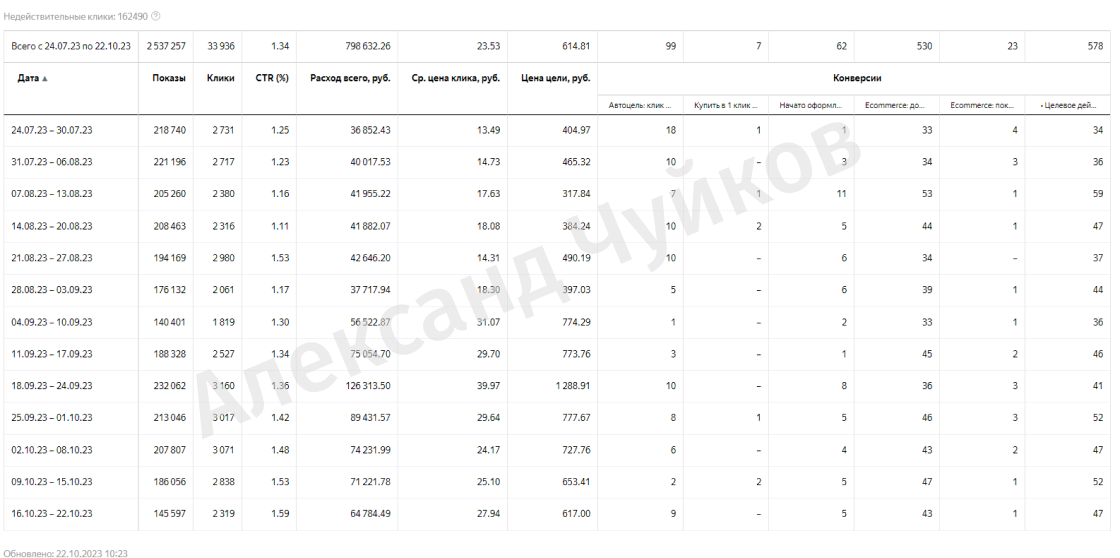 Недействительные клики: 162490 ?
Всего с 24.07.23 по 22.10.23 2 537 257 33 936 1.34 798 632.26 23.53 614.81 99 7 62 530 23 578
Дата ▲ Показы Клики CTR (%) Расход всего, руб. Ср. цена клика, руб. Цена цели, руб. Конверсии
Автоцель: клик ... Купить в 1 клик ... Начато оформл... Ecommerce: до... Ecommerce: пок... • Целевое дей...
24.07.23 – 30.07.23 218 740 2 731 1.25 36 852.43 13.49 404.97 18 1 1 33 4 34
31.07.23 – 06.08.23 221 196 2 717 1.23 40 017.53 14.73 465.32 10 – 3 34 3 36
07.08.23 – 13.08.23 205 260 2 380 1.16 41 955.22 17.63 317.84 7 1 11 53 1 59
14.08.23 – 20.08.23 208 463 2 316 1.11 41 882.07 18.08 384.24 10 2 5 44 1 47
21.08.23 – 27.08.23 194 169 2 980 1.53 42 646.20 14.31 490.19 10 – 6 34 – 37
28.08.23 – 03.09.23 176 132 2 061 1.17 37 717.94 18.30 397.03 5 – 6 39 1 44
04.09.23 – 10.09.23 140 401 1 819 1.30 56 522.87 31.07 774.29 1 – 2 33 1 36
11.09.23 – 17.09.23 188 328 2 527 1.34 75 054.70 29.70 773.76 3 – 1 45 2 46
18.09.23 – 24.09.23 232 062 3 160 1.36 126 313.50 39.97 1 288.91 10 – 8 36 3 41
25.09.23 – 01.10.23 213 046 3 017 1.42 89 431.57 29.64 777.67 8 1 5 46 3 52
02.10.23 – 08.10.23 207 807 3 071 1.48 74 231.99 24.17 727.76 6 – 4 43 2 47
09.10.23 – 15.10.23 186 056 2 838 1.53 71 221.78 25.10 653.41 2 2 5 47 1 52
16.10.23 – 22.10.23 145 597 2 319 1.59 64 784.49 27.94 617.00 9 – 5 43 1 47
Обновлено: 22.10.2023 10:23
Александр Чуйков